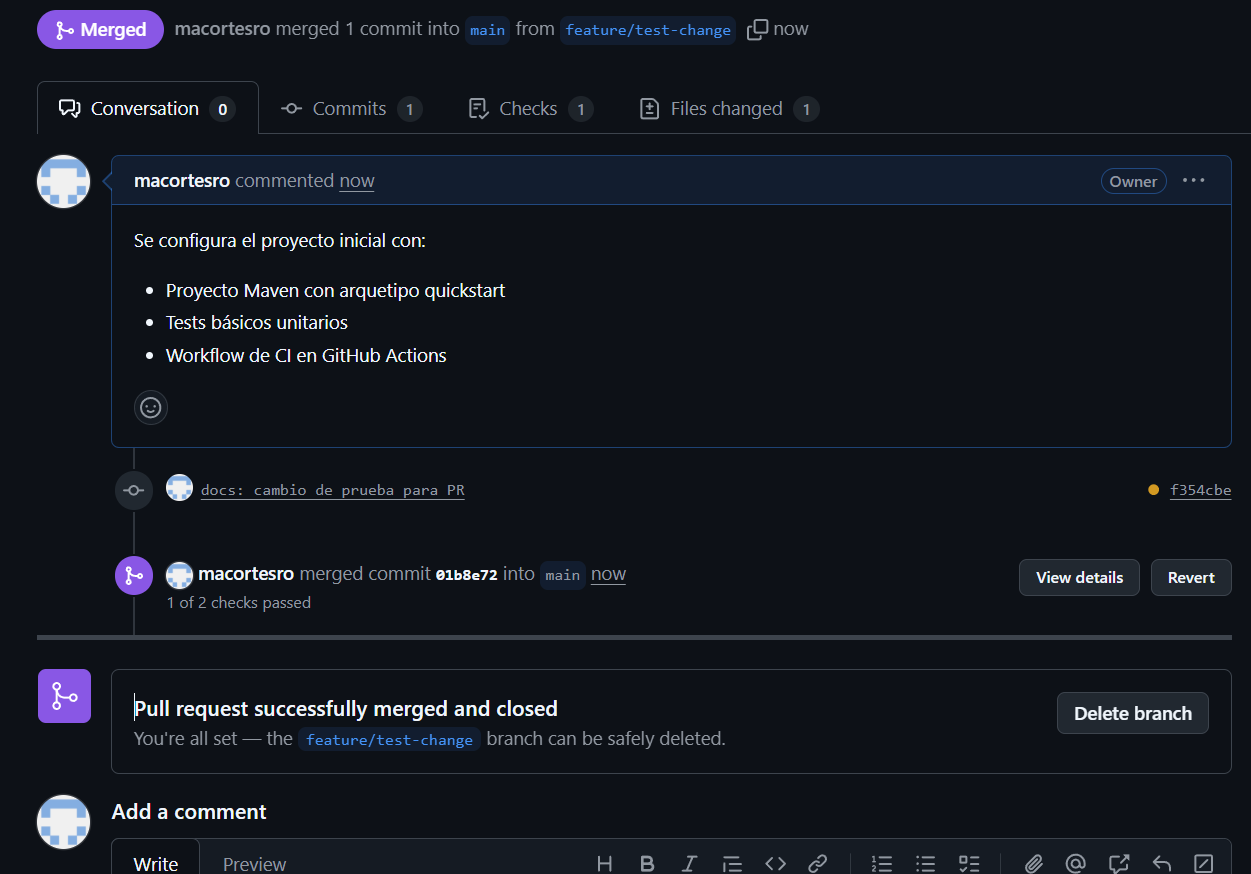 Merged macortesro merged 1 commit into main from feature/test-change now
Conversation 0 Commits 1 Checks 1 Files changed 1
macortesro commented now Owner
Se configura el proyecto inicial con:
• Proyecto Maven con arquetipo quickstart
• Tests básicos unitarios
• Workflow de CI en GitHub Actions
docs: cambio de prueba para PR f354cbe
macortesro merged commit 01b8e72 into main now View details Revert
1 of 2 checks passed
Pull request successfully merged and closed
You're all set — the feature/test-change branch can be safely deleted. Delete branch
Add a comment
Write Preview